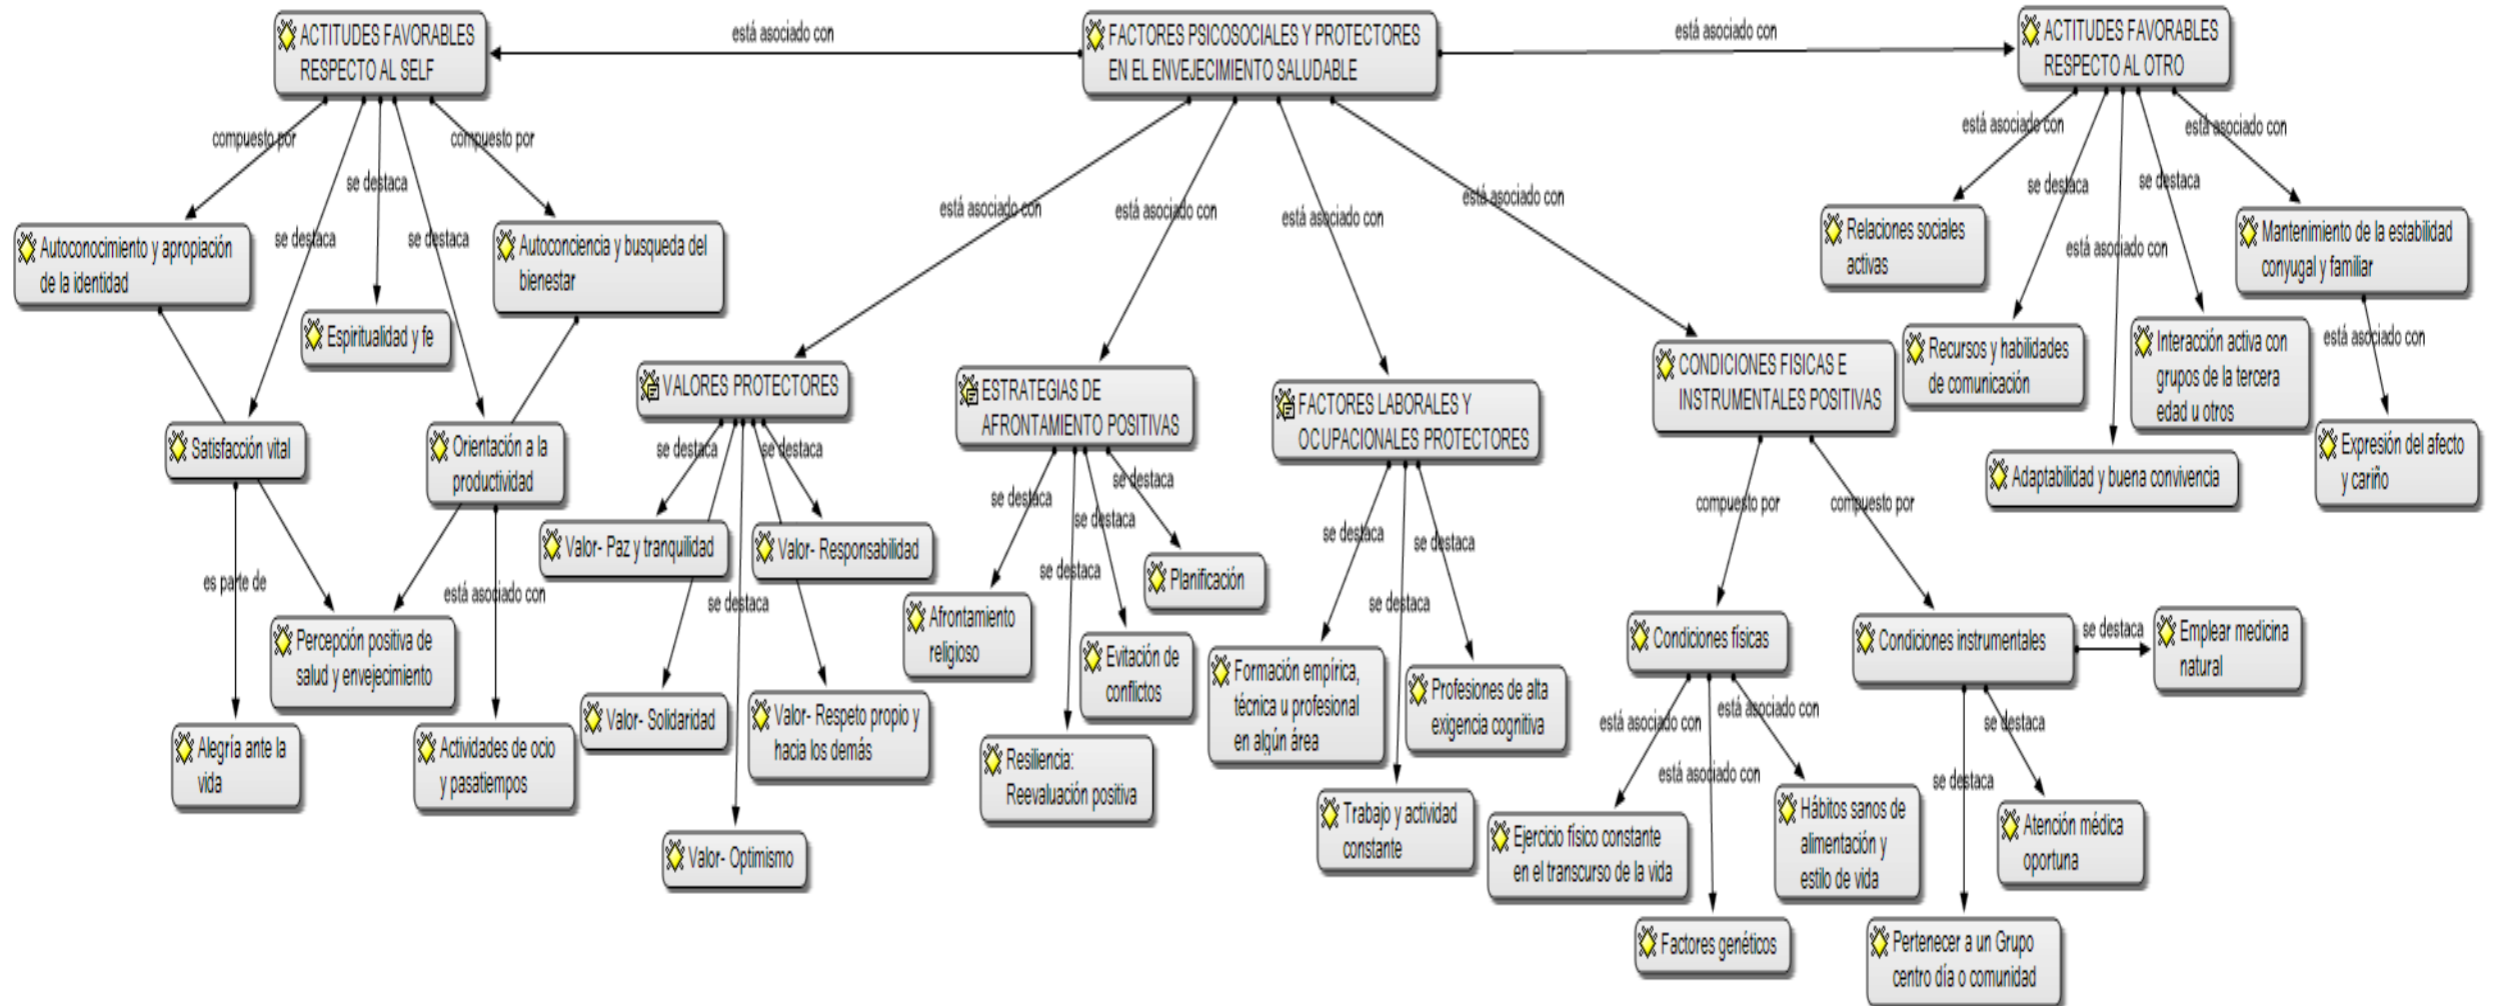 ACTITUDES FAVORABLES
RESPECTO AL SELF
está asociado con
FACTORES PSICOSOCIALES Y PROTECTORES
EN EL ENVEJECIMIENTO SALUDABLE
está asociado con
ACTITUDES FAVORABLES
RESPECTO AL OTRO
compuesto por
compuesto por
se destaca
se destaca
se destaca
Autoconocimiento y apropiación
de la identidad
Autoconciencia y busqueda del
bienestar
Espiritualidad y fe
Satisfacción vital
Orientación a la
productividad
es parte de
está asociado con
Percepción positiva de
salud y envejecimiento
Alegría ante la
vida
Actividades de ocio
y pasatiempos
está asociado con
está asociado con
está asociado con
está asociado con
VALORES PROTECTORES
se destaca
se destaca
Valor- Paz y tranquilidad
Valor- Responsabilidad
se destaca
Valor- Solidaridad
Valor- Respeto propio y
hacia los demás
Valor- Optimismo
ESTRATEGIAS DE
AFRONTAMIENTO POSITIVAS
se destaca
se destaca
se destaca
se destaca
Planificación
Afrontamiento
religioso
Evitación de
conflictos
Resiliencia:
Reevaluación positiva
FACTORES LABORALES Y
OCUPACIONALES PROTECTORES
se destaca
se destaca
se destaca
Formación empírica,
técnica u profesional
en algún área
Profesiones de alta
exigencia cognitiva
Trabajo y actividad
constante
CONDICIONES FISICAS E
INSTRUMENTALES POSITIVAS
compuesto por
compuesto por
Condiciones físicas
Condiciones instrumentales
se destaca
Emplear medicina
natural
está asociado con
está asociado con
está asociado con
se destaca
se destaca
Ejercicio físico constante
en el transcurso de la vida
Hábitos sanos de
alimentación y
estilo de vida
Factores genéticos
Atención médica
oportuna
Pertenecer a un Grupo
centro día o comunidad
está asociado con
está asociado con
se destaca
se destaca
está asociado con
Relaciones sociales
activas
Mantenimiento de la estabilidad
conyugal y familiar
Recursos y habilidades
de comunicación
Interacción activa con
grupos de la tercera
edad u otros
está asociado con
Adaptabilidad y buena convivencia
Expresión del afecto
y cariño